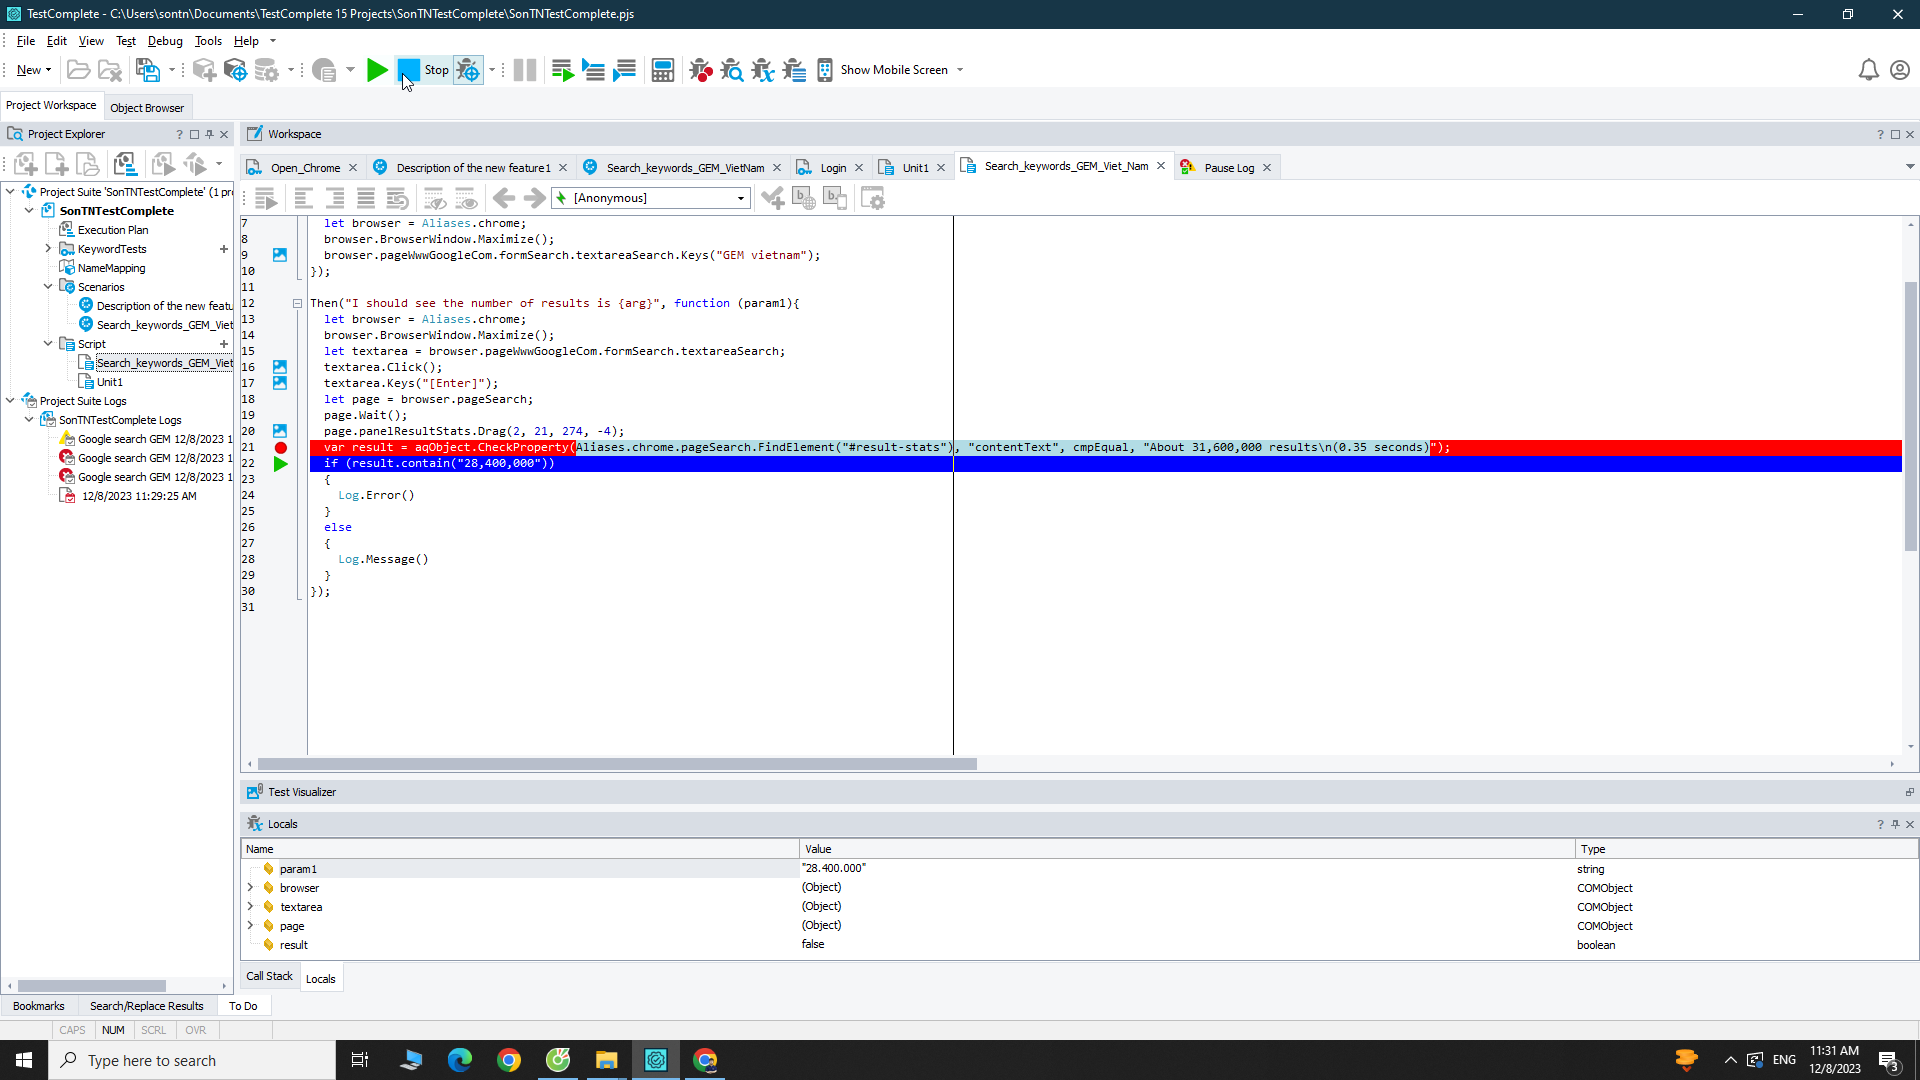 TestComplete - C:\Users\sontn\Documents\TestComplete 15 Projects\SonTNTestComplete\SonTNTestComplete.pjs
File Edit View Test Debug Tools Help
New Stop Show Mobile Screen
Project Workspace Object Browser
Project Explorer ? Workspace ?
Open_Chrome Description of the new feature1 Search_keywords_GEM_VietNam Login Unit1 Search_keywords_GEM_Viet_Nam Pause Log
[Anonymous]
Project Suite 'SonTNTestComplete' (1 pr
SonTNTestComplete
Execution Plan
KeywordTests
NameMapping
Scenarios
Description of the new featu
Search_keywords_GEM_Viet
Script
Search_keywords_GEM_Viet
Unit1
Project Suite Logs
SonTNTestComplete Logs
Google search GEM 12/8/2023 1
Google search GEM 12/8/2023 1
Google search GEM 12/8/2023 1
12/8/2023 11:29:25 AM
7 let browser = Aliases.chrome;
8 browser.BrowserWindow.Maximize();
9 browser.pageWwwGoogleCom.formSearch.textareaSearch.Keys("GEM vietnam");
10 });
11
12 Then("I should see the number of results is {arg}", function (param1){
13 let browser = Aliases.chrome;
14 browser.BrowserWindow.Maximize();
15 let textarea = browser.pageWwwGoogleCom.formSearch.textareaSearch;
16 textarea.Click();
17 textarea.Keys("[Enter]");
18 let page = browser.pageSearch;
19 page.Wait();
20 page.panelResultStats.Drag(2, 21, 274, -4);
21 var result = aqObject.CheckProperty(Aliases.chrome.pageSearch.FindElement("#result-stats"), "contentText", cmpEqual, "About 31,600,000 results\n(0.35 seconds)");
22 if (result.contain("28,400,000"))
23 {
24 Log.Error()
25 }
26 else
27 {
28 Log.Message()
29 }
30 });
31
Test Visualizer
Locals ?
Name Value Type
param1 "28.400.000" string
browser (Object) COMObject
textarea (Object) COMObject
page (Object) COMObject
result false boolean
Call Stack Locals
Bookmarks Search/Replace Results To Do
CAPS NUM SCRL OVR
Type here to search
ENG
11:31 AM
12/8/2023
3